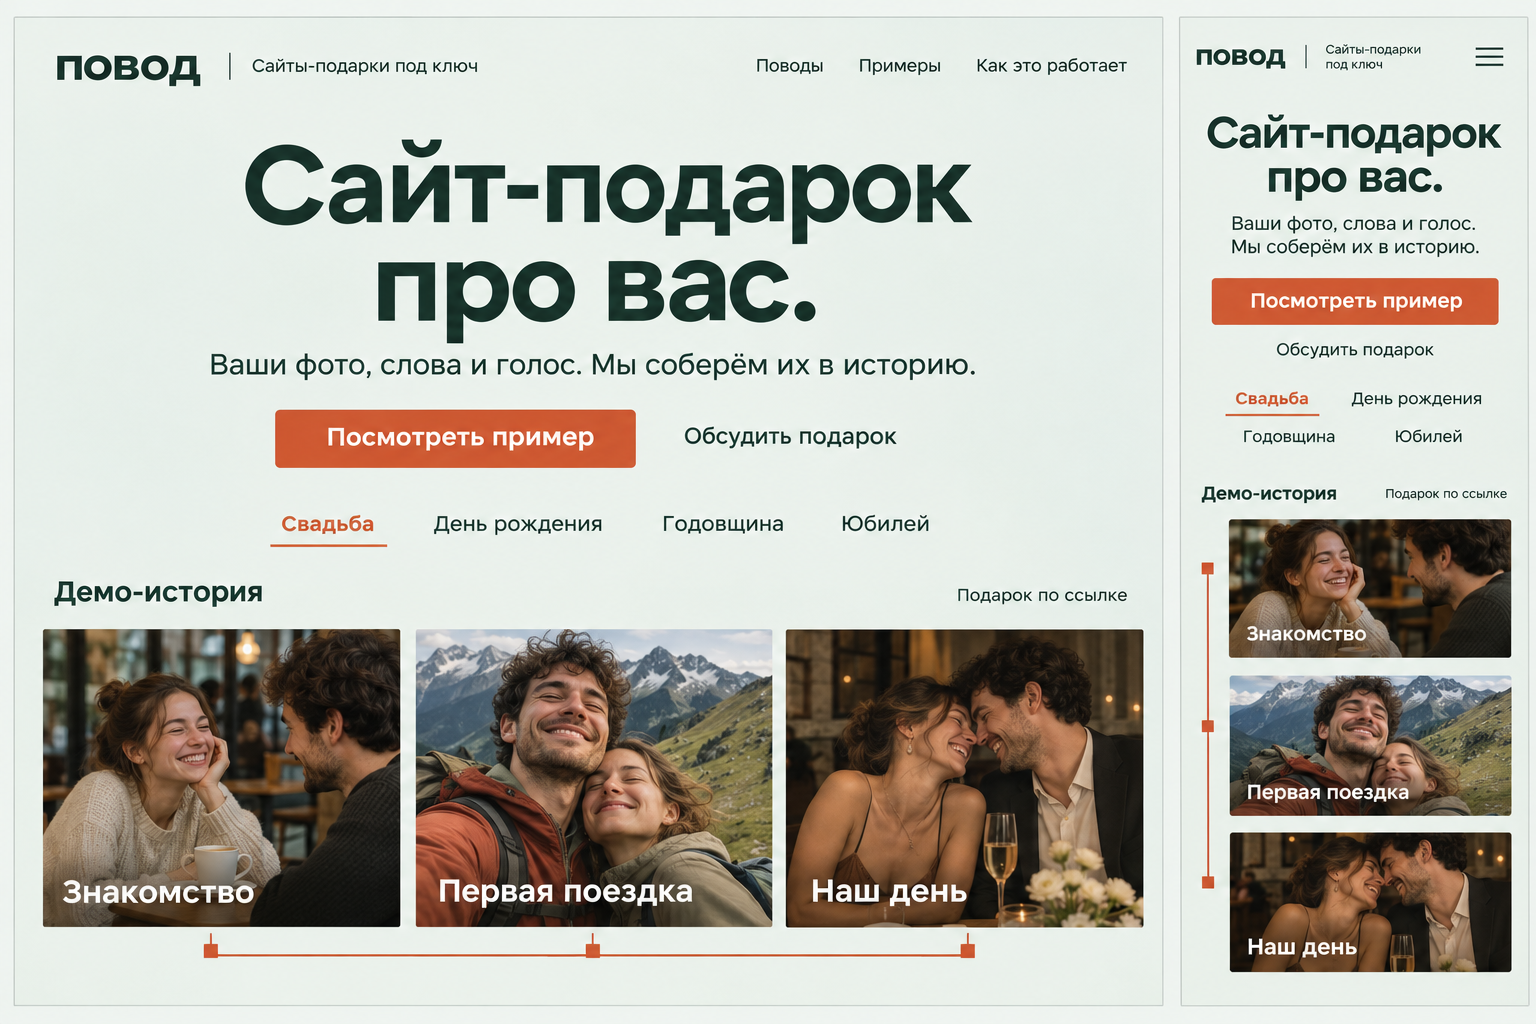 повод
Сайты-подарки под ключ
Поводы
Примеры
Как это работает
Сайт-подарок
про вас.
Ваши фото, слова и голос. Мы соберём их в историю.
Посмотреть пример
Обсудить подарок
Свадьба
День рождения
Годовщина
Юбилей
Демо-история
Подарок по ссылке
Знакомство
Первая поездка
Наш день
повод
Сайты-подарки
под ключ
Сайт-подарок
про вас.
Ваши фото, слова и голос.
Мы соберём их в историю.
Посмотреть пример
Обсудить подарок
Свадьба
День рождения
Годовщина
Юбилей
Демо-история
Подарок по ссылке
Знакомство
Первая поездка
Наш день